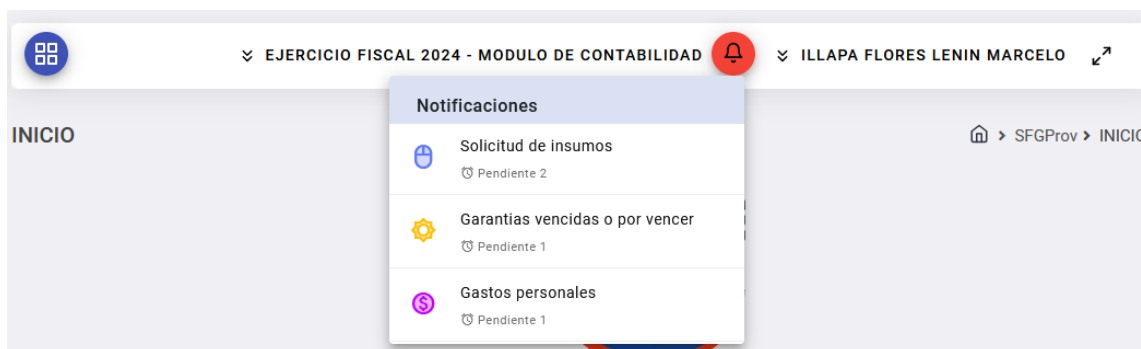 EJERCICIO FISCAL 2024 - MODULO DE CONTABILIDAD
ILLAPA FLORES LENIN MARCELO
INICIO
SFGProv > INICIO
Notificaciones
Solicitud de insumos
Pendiente 2
Garantias vencidas o por vencer
Pendiente 1
Gastos personales
Pendiente 1